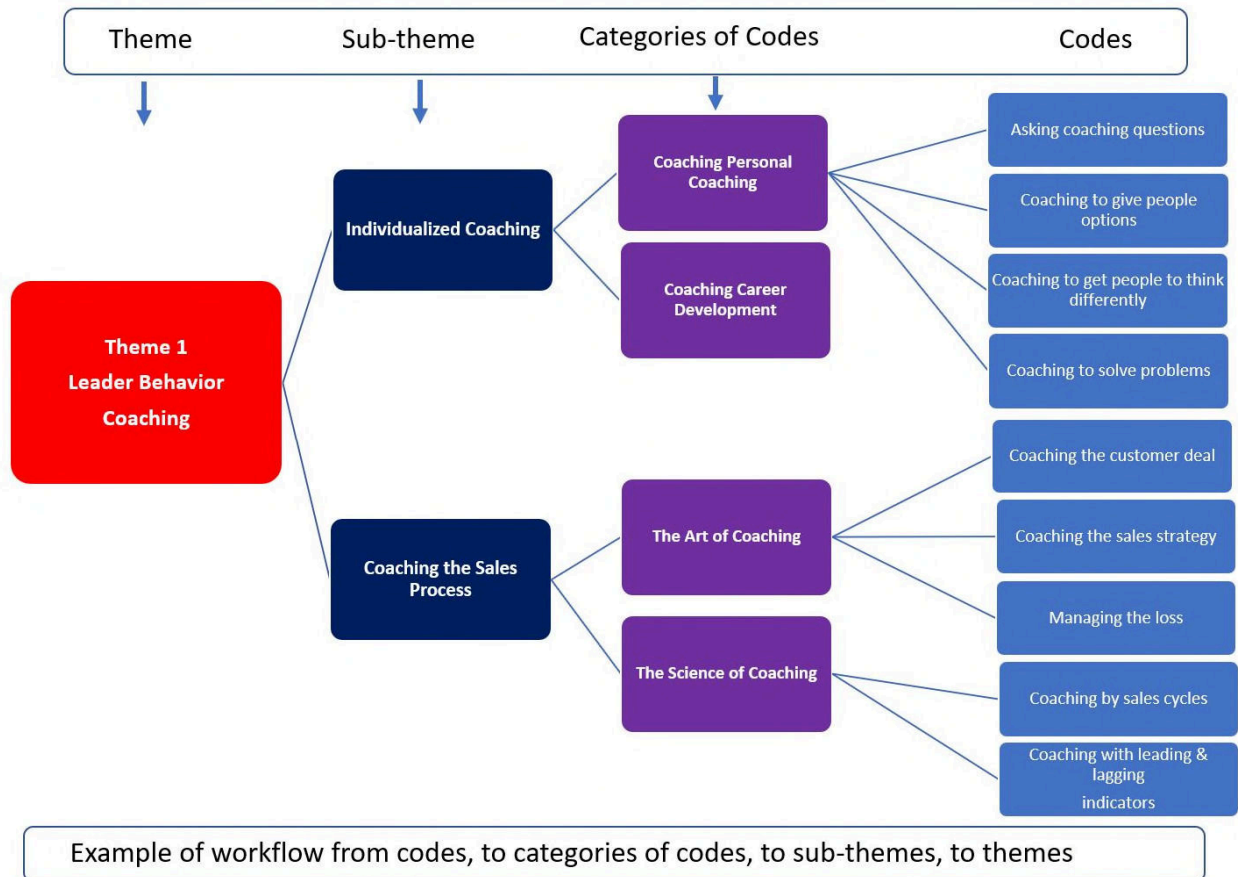 Theme
Sub-theme
Categories of Codes
Codes
Theme 1
Leader Behavior
Coaching
Individualized Coaching
Coaching the Sales
Process
Coaching Personal
Coaching
Coaching Career
Development
The Art of Coaching
The Science of Coaching
Asking coaching questions
Coaching to give people
options
Coaching to get people to think
differently
Coaching to solve problems
Coaching the customer deal
Coaching the sales strategy
Managing the loss
Coaching by sales cycles
Coaching with leading &
lagging
indicators
Example of workflow from codes, to categories of codes, to sub-themes, to themes